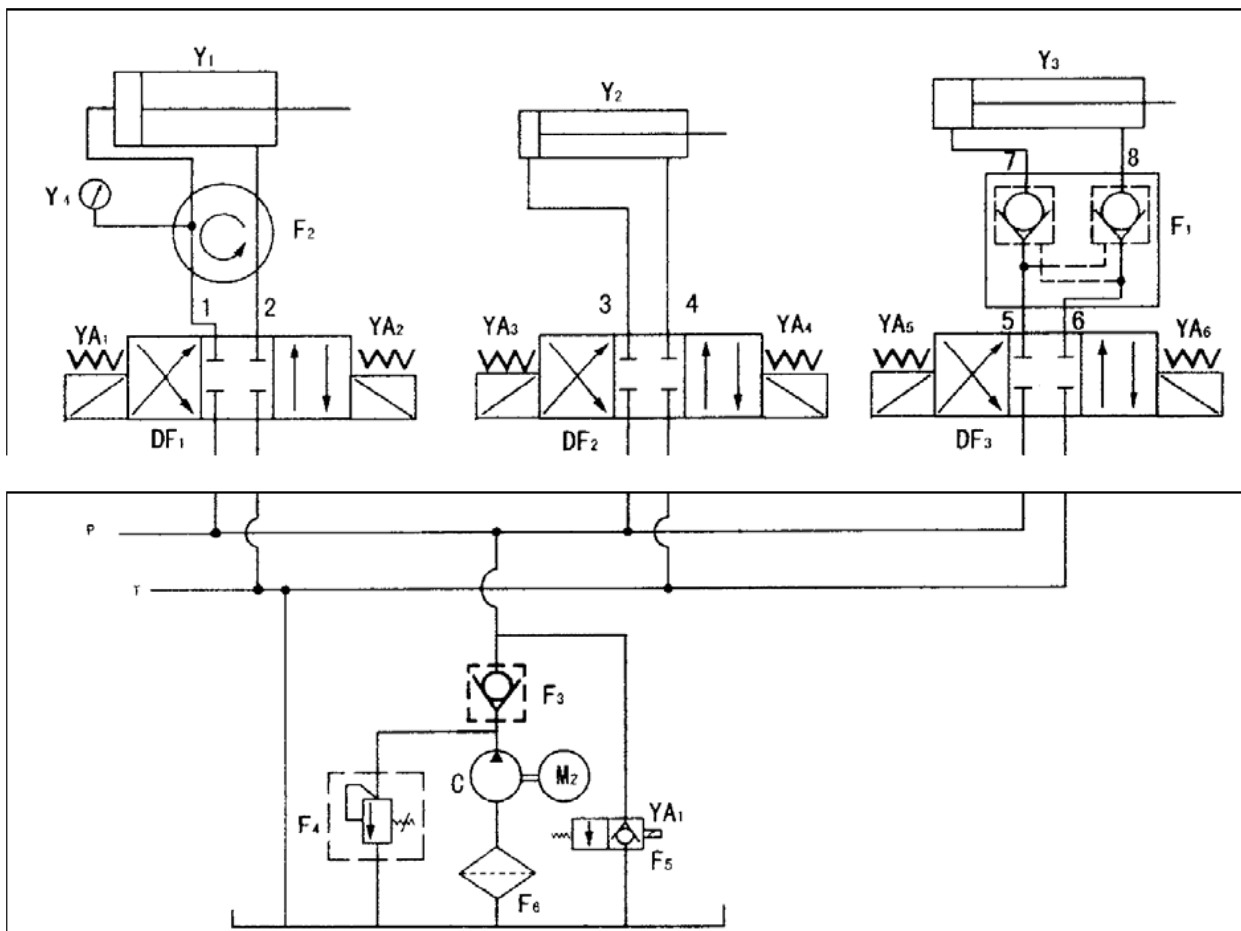 Y₁
Y₂
Y₃
7 8
Y₄
F₂
F₁
1 2
3 4
5 6
YA₁ YA₂
YA₃ YA₄
YA₅ YA₆
DF₁
DF₂
DF₃
P
T
F₃
C M₂
F₄
YA₁
F₅
F₆